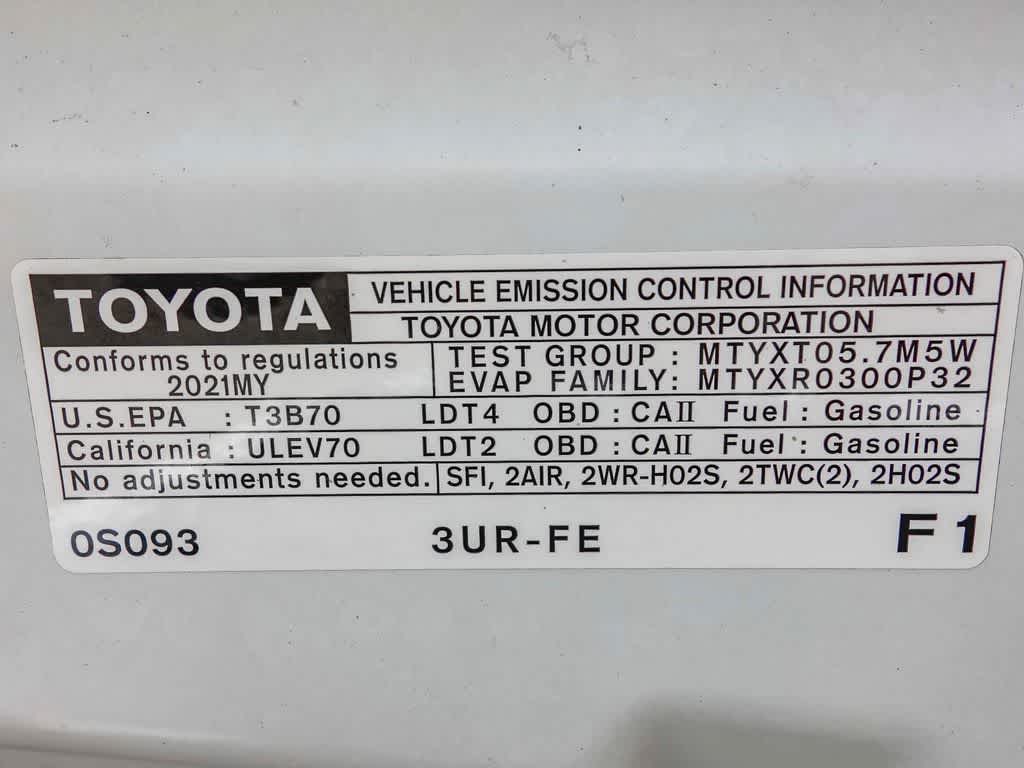 TOYOTA
VEHICLE EMISSION CONTROL INFORMATION
TOYOTA MOTOR CORPORATION
Conforms to regulations
2021MY
TEST GROUP : MTYXT05.7M5W
EVAP FAMILY: MTYXR0300P32
U.S.EPA : T3B70 LDT4 OBD : CAII Fuel : Gasoline
California : ULEV70 LDT2 OBD : CAII Fuel : Gasoline
No adjustments needed. SFI, 2AIR, 2WR-HO2S, 2TWC(2), 2HO2S
0S093 3UR-FE F 1